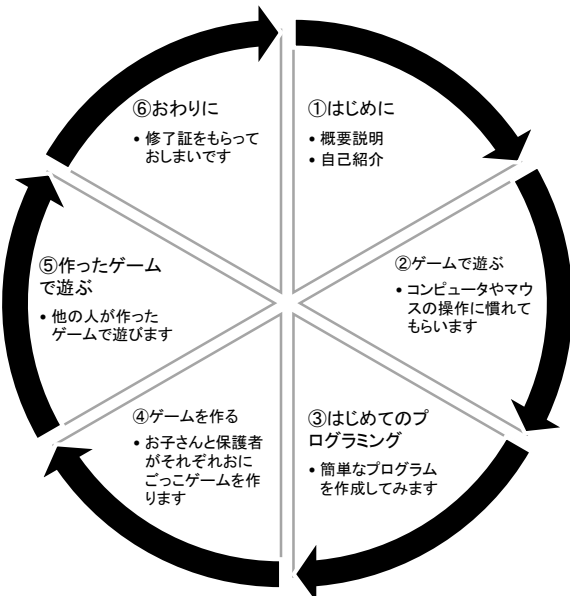 ①はじめに
• 概要説明
• 自己紹介
②ゲームで遊ぶ
• コンピュータやマウ
スの操作に慣れて
もらいます
③はじめてのプ
ログラミング
• 簡単なプログラム
を作成してみます
④ゲームを作る
• お子さんと保護者
がそれぞれおに
ごっこゲームを作
ります
⑤作ったゲーム
で遊ぶ
• 他の人が作った
ゲームで遊びます
⑥おわりに
• 修了証をもらって
おしまいです